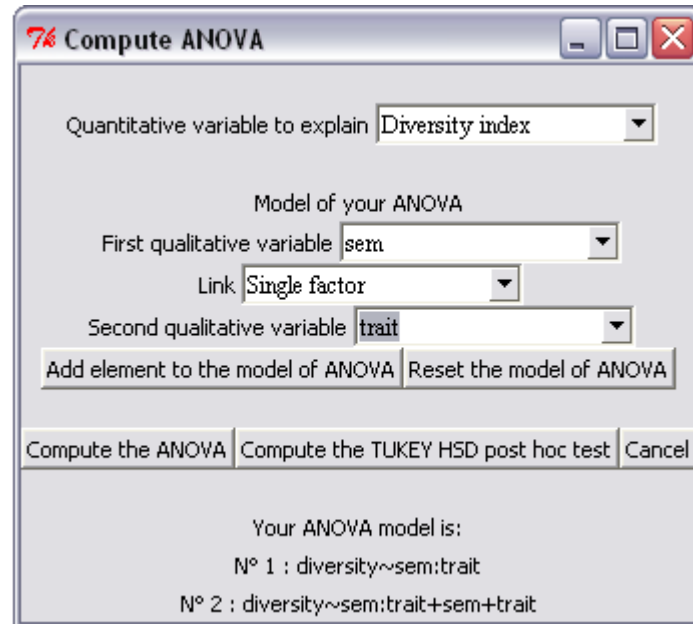 Compute ANOVA
Quantitative variable to explain Diversity index
Model of your ANOVA
First qualitative variable sem
Link Single factor
Second qualitative variable trait
Add element to the model of ANOVA Reset the model of ANOVA
Compute the ANOVA Compute the TUKEY HSD post hoc test Cancel
Your ANOVA model is:
N° 1 : diversity~sem:trait
N° 2 : diversity~sem:trait+sem+trait